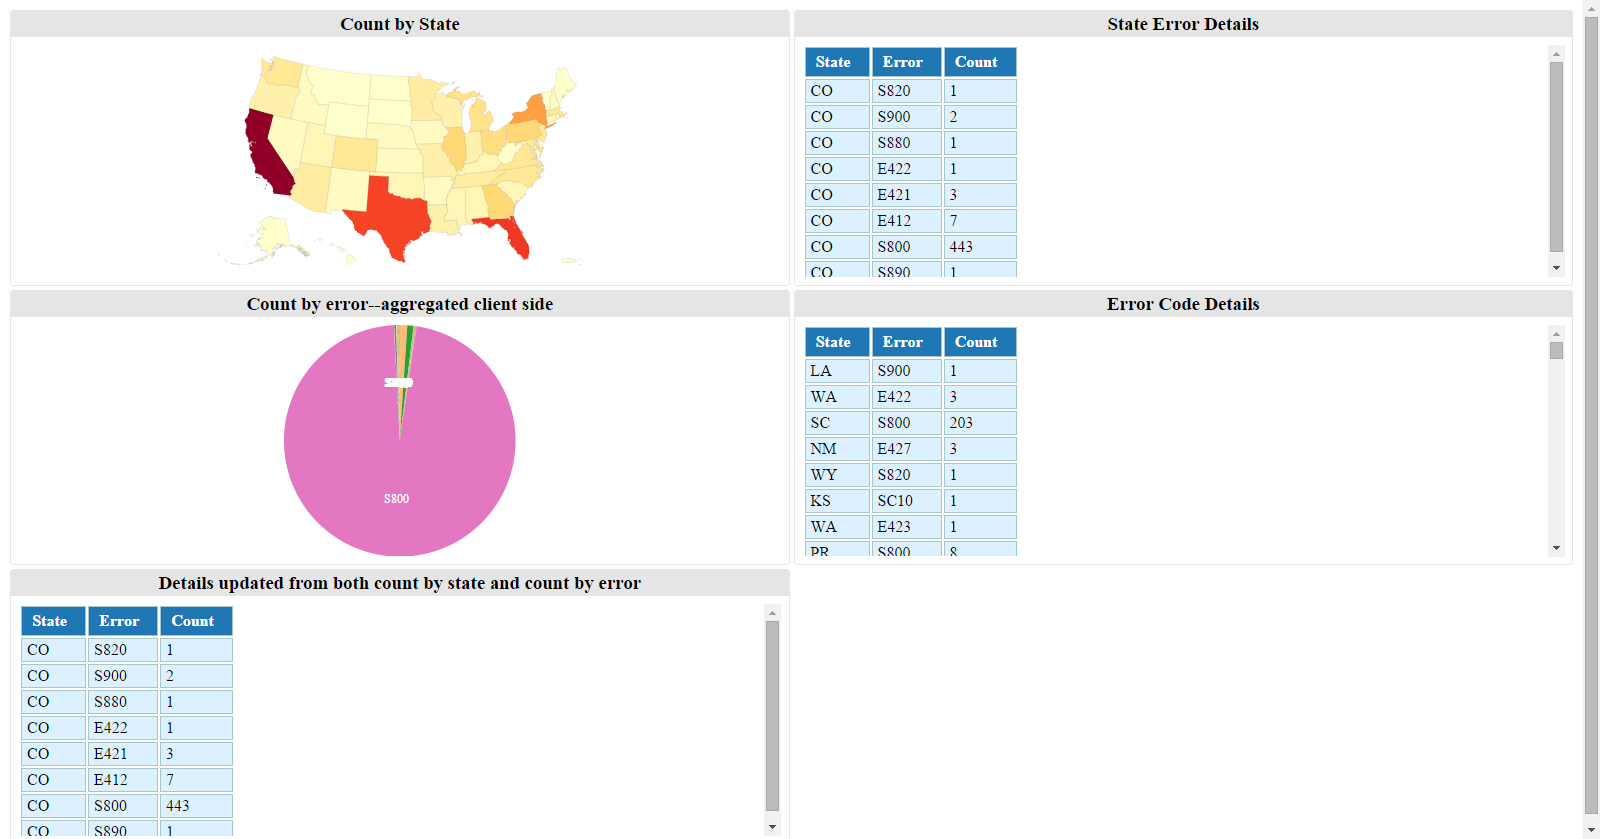 Count by State
State Error Details
State Error Count
CO S820 1
CO S900 2
CO S880 1
CO E422 1
CO E421 3
CO E412 7
CO S800 443
CO S890 1
Count by error--aggregated client side
S800
Error Code Details
State Error Count
LA S900 1
WA E422 3
SC S800 203
NM E427 3
WY S820 1
KS SC10 1
WA E423 1
PR S800 8
Details updated from both count by state and count by error
State Error Count
CO S820 1
CO S900 2
CO S880 1
CO E422 1
CO E421 3
CO E412 7
CO S800 443
CO S890 1